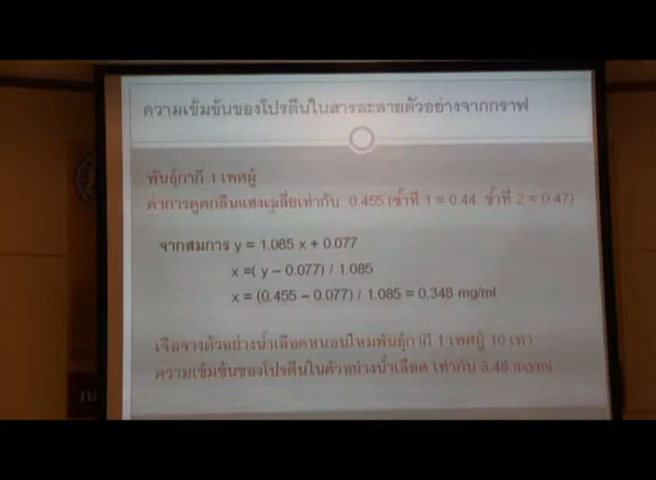 ความเข้มข้นของโปรตีนในสารละลายตัวอย่างจากกราฟ
พันธุ์กากี 1 เพศผู้
ค่าการดูดกลืนแสงเฉลี่ยเท่ากับ 0.455 (ซ้ำที่ 1 = 0.44, ซ้ำที่ 2 = 0.47)
จากสมการ y = 1.085 x + 0.077
x =( y – 0.077) / 1.085
x = (0.455 – 0.077) / 1.085 = 0.348 mg/ml
เจือจางตัวอย่างน้ำเลือดหนอนไหมพันธุ์กากี 1 เพศผู้ 10 เท่า
ความเข้มข้นของโปรตีนในตัวอย่างน้ำเลือด เท่ากับ 3.48 mg/ml